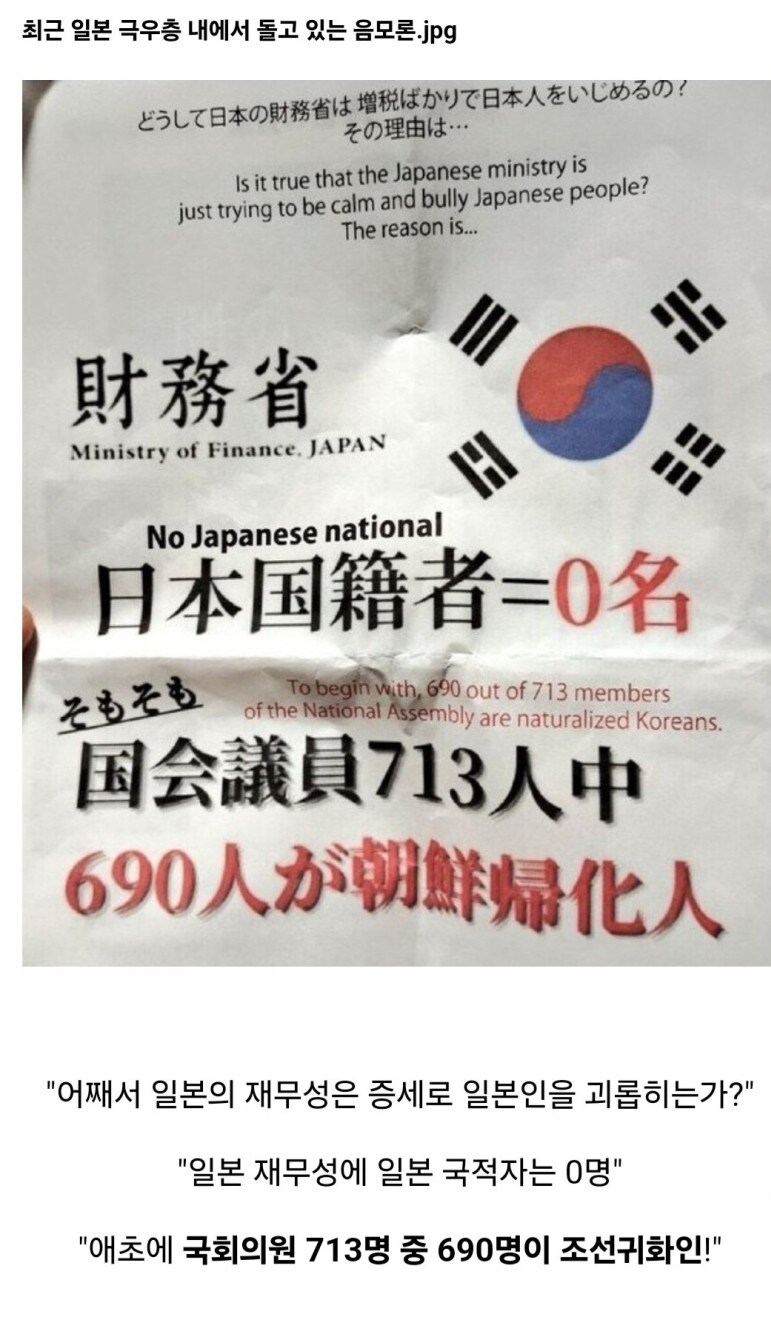 최근 일본 극우층 내에서 돌고 있는 음모론.jpg
どうして日本の財務省は 増税ばかりで日本人をいじめるの?
その理由は…
Is it true that the Japanese ministry is
just trying to be calm and bully Japanese people?
The reason is...
財務省
Ministry of Finance, JAPAN
No Japanese national
日本国籍者=0名
そもそも
To begin with, 690 out of 713 members
of the National Assembly are naturalized Koreans.
国会議員713人中
690人が朝鮮帰化人
"어째서 일본의 재무성은 증세로 일본인을 괴롭히는가?"
"일본 재무성에 일본 국적자는 0명"
"애초에 국회의원 713명 중 690명이 조선귀화인!"